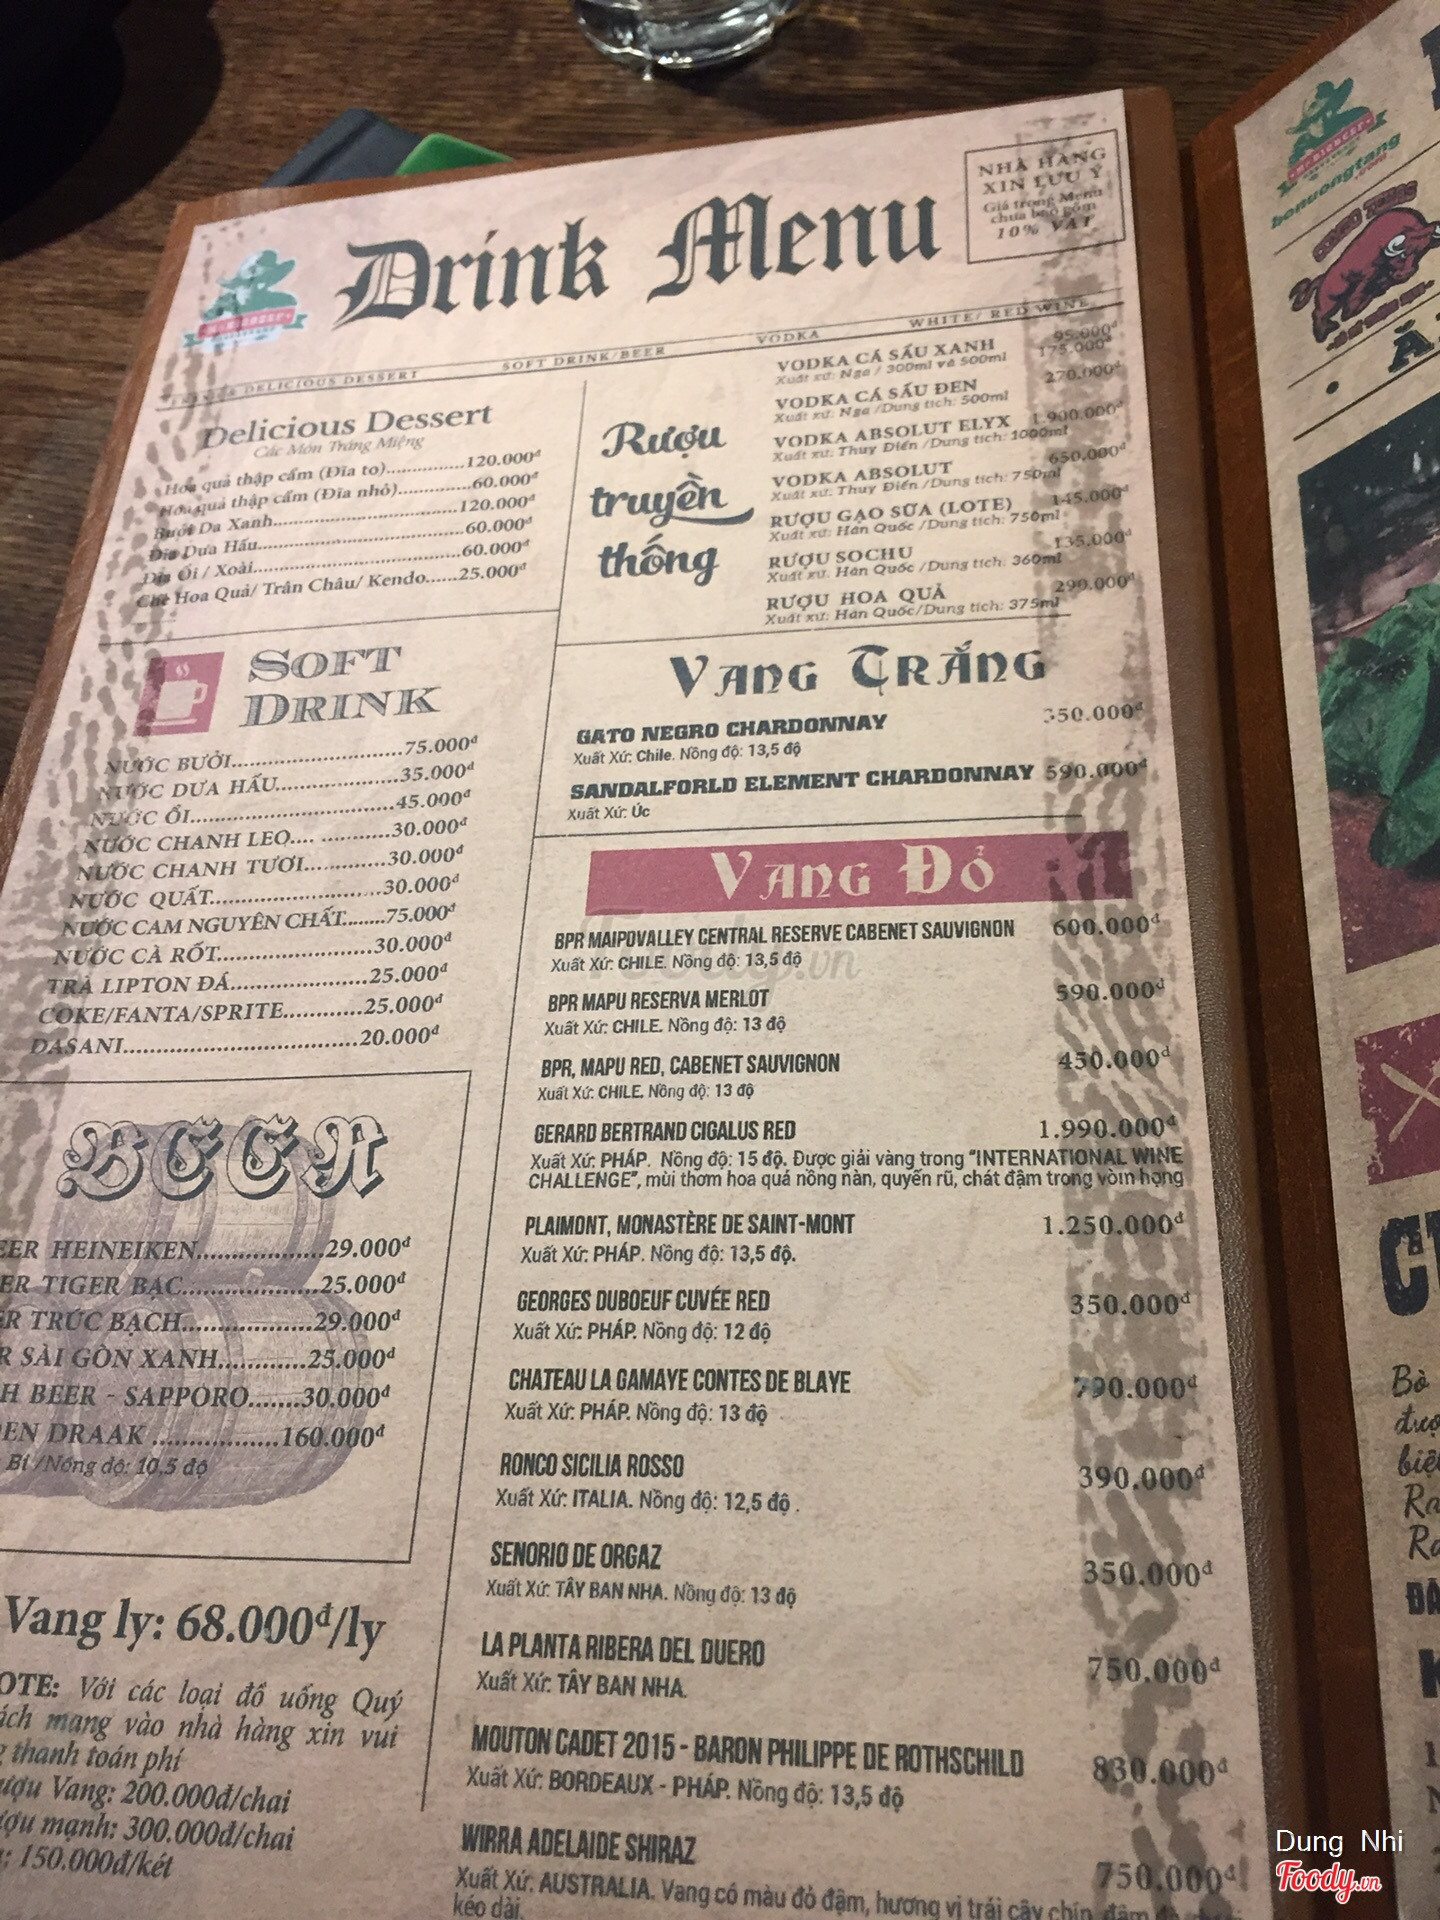 Drink Menu
NHÀ HÀNG
XIN LƯU Ý
Giá trong Menu
chưa bao gồm
10% VAT
DELICIOUS DESSERT
SOFT DRINK/BEER
VODKA
WHITE/ RED WINE
Delicious Dessert
Các Món Tráng Miệng
Hoa quả thập cẩm (Đĩa to)...............120.000đ
Hoa quả thập cẩm (Đĩa nhỏ)..............60.000đ
Bưởi Da Xanh...................................120.000đ
Đĩa Dưa Hấu.......................................60.000đ
Đĩa Ổi / Xoài........................................60.000đ
Chè Hoa Quả/ Trân Châu/ Kendo......25.000đ
SOFT
DRINK
NƯỚC BƯỞI.............................75.000đ
NƯỚC DƯA HẤU.....................35.000đ
NƯỚC ỔI...................................45.000đ
NƯỚC CHANH LEO.... ............30.000đ
NƯỚC CHANH TƯƠI..............30.000đ
NƯỚC QUẤT............................30.000đ
NƯỚC CAM NGUYÊN CHẤT........75.000đ
NƯỚC CÀ RỐT..........................30.000đ
TRÀ LIPTON ĐÁ.......................25.000đ
COKE/FANTA/SPRITE............25.000đ
DASANI......................................20.000đ
BEER
EER HEINEIKEN...................29.000đ
ER TIGER BẠC.....................25.000đ
ER TRÚC BẠCH....................29.000đ
R SÀI GÒN XANH.............25.000đ
H BEER - SAPPORO........30.000đ
DEN DRAAK ..................160.000đ
Bỉ /Nồng độ: 10,5 độ
Vang ly: 68.000đ/ly
OTE: Với các loại đồ uống Quý
ách mang vào nhà hàng xin vui
g thanh toán phí
ượu Vang: 200.000đ/chai
ượu mạnh: 300.000đ/chai
: 150.000đ/két
Rượu
truyền
thống
VODKA CÁ SẤU XANH 95.000đ
Xuất xứ: Nga / 300ml và 500ml 175.000đ
VODKA CÁ SẤU ĐEN 270.000đ
Xuất xứ: Nga /Dung tích: 500ml
VODKA ABSOLUT ELYX 1.900.000đ
Xuất xứ: Thuỵ Điển /Dung tích: 1000ml
VODKA ABSOLUT 650.000đ
Xuất xứ: Thuỵ Điển /Dung tích: 750ml
RƯỢU GẠO SỮA (LOTE) 145.000đ
Xuất xứ: Hàn Quốc /Dung tích: 750ml
RƯỢU SOCHU 135.000đ
Xuất xứ: Hàn Quốc /Dung tích: 360ml
RƯỢU HOA QUẢ 299.000đ
Xuất xứ: Hàn Quốc/Dung tích: 375ml
VANG TRẮNG
GATO NEGRO CHARDONNAY 350.000đ
Xuất Xứ: Chile. Nồng độ: 13,5 độ
SANDALFORLD ELEMENT CHARDONNAY 590.000đ
Xuất Xứ: Úc
VANG ĐỎ
BPR MAIPOVALLEY CENTRAL RESERVE CABENET SAUVIGNON 600.000đ
Xuất Xứ: CHILE. Nồng độ: 13,5 độ
BPR MAPU RESERVA MERLOT 590.000đ
Xuất Xứ: CHILE. Nồng độ: 13 độ
BPR, MAPU RED, CABENET SAUVIGNON 450.000đ
Xuất Xứ: CHILE. Nồng độ: 13 độ
GERARD BERTRAND CIGALUS RED 1.990.000đ
Xuất Xứ: PHÁP. Nồng độ: 15 độ. Được giải vàng trong "INTERNATIONAL WINE
CHALLENGE", mùi thơm hoa quả nồng nàn, quyến rũ, chát đậm trong vòm họng
PLAIMONT, MONASTÈRE DE SAINT-MONT 1.250.000đ
Xuất Xứ: PHÁP. Nồng độ: 13,5 độ.
GEORGES DUBOEUF CUVÉE RED 350.000đ
Xuất Xứ: PHÁP. Nồng độ: 12 độ
CHATEAU LA GAMAYE CONTES DE BLAYE 790.000đ
Xuất Xứ: PHÁP. Nồng độ: 13 độ
RONCO SICILIA ROSSO 390.000đ
Xuất Xứ: ITALIA. Nồng độ: 12,5 độ .
SENORIO DE ORGAZ 350.000đ
Xuất Xứ: TÂY BAN NHA. Nồng độ: 13 độ
LA PLANTA RIBERA DEL DUERO 750.000đ
Xuất Xứ: TÂY BAN NHA.
MOUTON CADET 2015 - BARON PHILIPPE DE ROTHSCHILD 830.000đ
Xuất Xứ: BORDEAUX - PHÁP. Nồng độ: 13,5 độ
WIRRA ADELAIDE SHIRAZ 750.000đ
Xuất Xứ: AUSTRALIA. Vang có màu đỏ đậm, hương vị trái cây chín, đậm đà
kéo dài.
bonuongtang
.com
Bò
đượ
biệ
Ra
Ra
Dung Nhi
Foody.vn